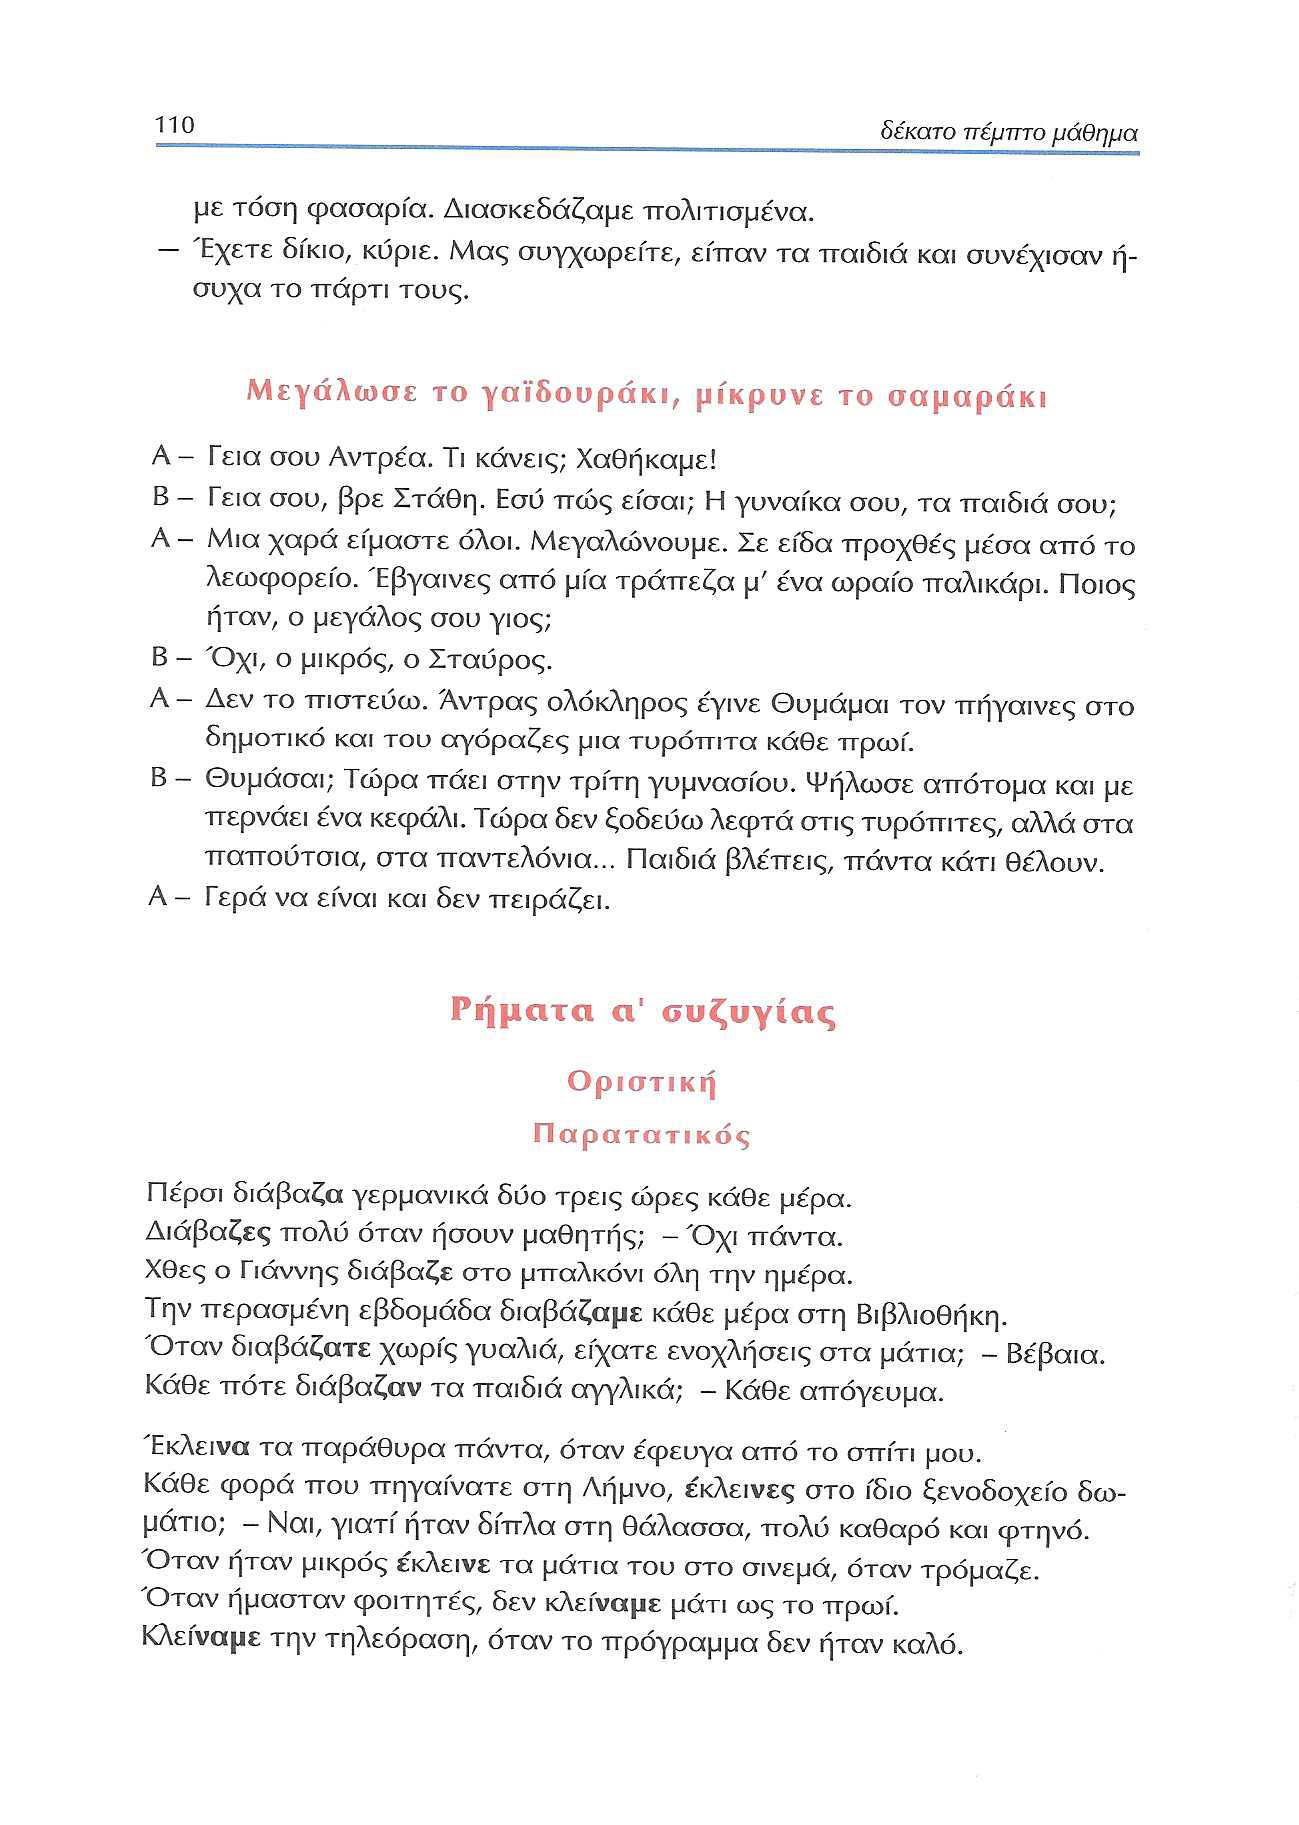 110
δέκατο πέμπτο μάθημα
με τόση φασαρία. Διασκεδάζαμε πολιτισμένα.
– Έχετε δίκιο, κύριε. Μας συγχωρείτε, είπαν τα παιδιά και συνέχισαν ή-
συχα το πάρτι τους.
Μεγάλωσε το γαϊδουράκι, μίκρυνε το σαμαράκι
Α – Γεια σου Αντρέα. Τι κάνεις; Χαθήκαμε!
Β – Γεια σου, βρε Στάθη. Εσύ πώς είσαι; Η γυναίκα σου, τα παιδιά σου;
Α – Μια χαρά είμαστε όλοι. Μεγαλώνουμε. Σε είδα προχθές μέσα από το
λεωφορείο. Έβγαινες από μία τράπεζα μ' ένα ωραίο παλικάρι. Ποιος
ήταν, ο μεγάλος σου γιος;
Β – Όχι, ο μικρός, ο Σταύρος.
Α – Δεν το πιστεύω. Άντρας ολόκληρος έγινε Θυμάμαι τον πήγαινες στο
δημοτικό και του αγόραζες μια τυρόπιτα κάθε πρωί.
Β – Θυμάσαι; Τώρα πάει στην τρίτη γυμνασίου. Ψήλωσε απότομα και με
περνάει ένα κεφάλι. Τώρα δεν ξοδεύω λεφτά στις τυρόπιτες, αλλά στα
παπούτσια, στα παντελόνια... Παιδιά βλέπεις, πάντα κάτι θέλουν.
Α – Γερά να είναι και δεν πειράζει.
Ρήματα α' συζυγίας
Οριστική
Παρατατικός
Πέρσι διάβαζα γερμανικά δύο τρεις ώρες κάθε μέρα.
Διάβαζες πολύ όταν ήσουν μαθητής; – Όχι πάντα.
Χθες ο Γιάννης διάβαζε στο μπαλκόνι όλη την ημέρα.
Την περασμένη εβδομάδα διαβάζαμε κάθε μέρα στη Βιβλιοθήκη.
Όταν διαβάζατε χωρίς γυαλιά, είχατε ενοχλήσεις στα μάτια; – Βέβαια.
Κάθε πότε διάβαζαν τα παιδιά αγγλικά; – Κάθε απόγευμα.
Έκλεινα τα παράθυρα πάντα, όταν έφευγα από το σπίτι μου.
Κάθε φορά που πηγαίνατε στη Λήμνο, έκλεινες στο ίδιο ξενοδοχείο δω-
μάτιο; – Ναι, γιατί ήταν δίπλα στη θάλασσα, πολύ καθαρό και φτηνό.
Όταν ήταν μικρός έκλεινε τα μάτια του στο σινεμά, όταν τρόμαζε.
Όταν ήμασταν φοιτητές, δεν κλείναμε μάτι ως το πρωί.
Κλείναμε την τηλεόραση, όταν το πρόγραμμα δεν ήταν καλό.